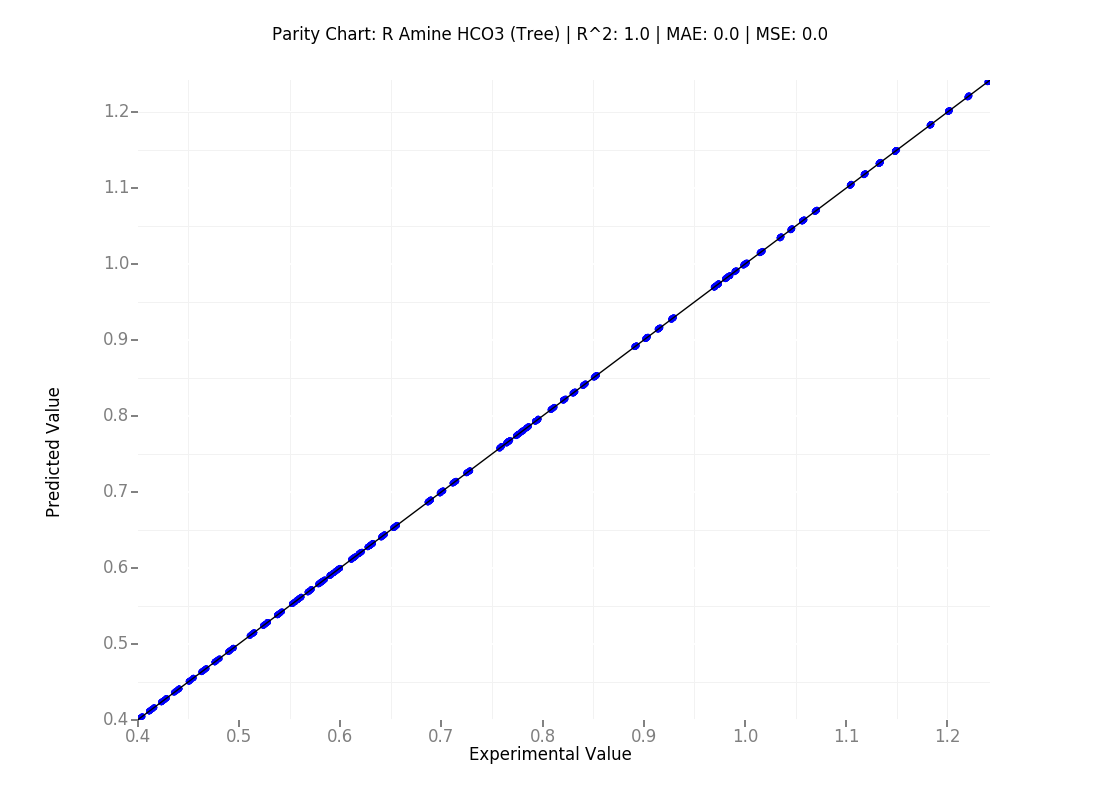 Parity Chart: R Amine HCO3 (Tree) | R^2: 1.0 | MAE: 0.0 | MSE: 0.0
1.2
1.1
1.0
0.9
0.8
0.7
0.6
0.5
0.4
Predicted Value
0.4 0.5 0.6 0.7 0.8 0.9 1.0 1.1 1.2
Experimental Value